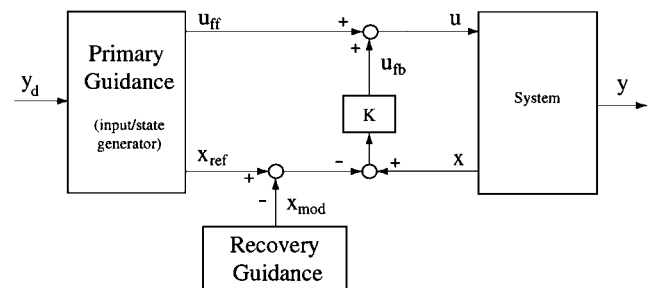 y_d
Primary
Guidance
(input/state
generator)
u_ff
+
+
u
u_fb
K
System
y
x_ref
+
-
x_mod
-
+
x
Recovery
Guidance